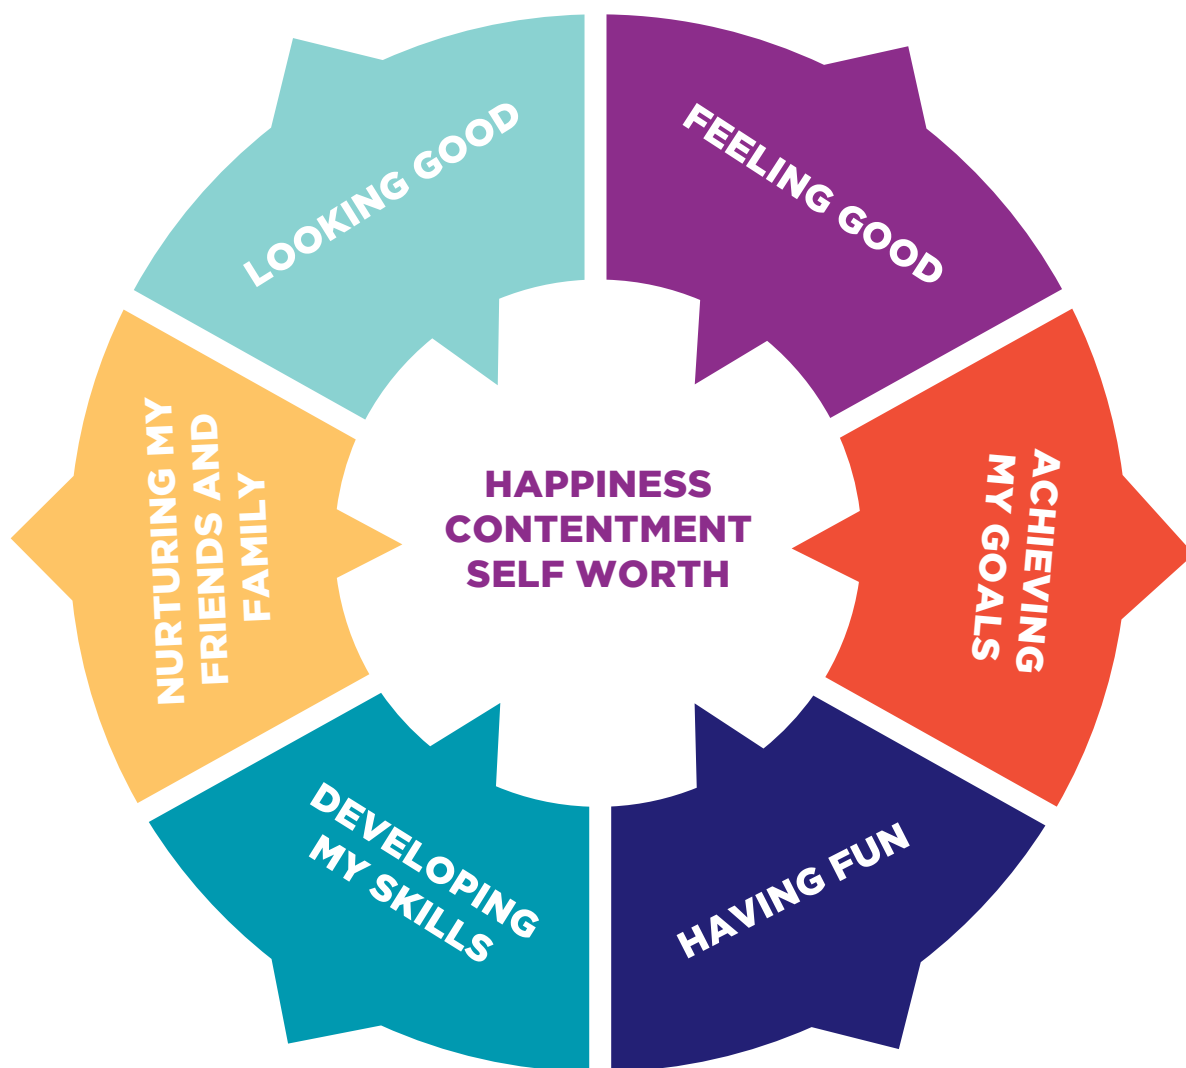 LOOKING GOOD
FEELING GOOD
ACHIEVING
MY GOALS
HAVING FUN
DEVELOPING
MY SKILLS
NURTURING MY
FRIENDS AND
FAMILY
HAPPINESS
CONTENTMENT
SELF WORTH